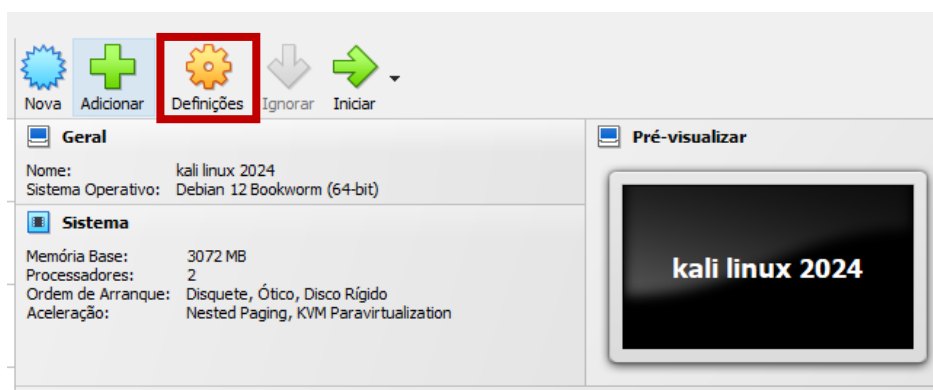 Nova Adicionar Definições Ignorar Iniciar
Geral
Nome: kali linux 2024
Sistema Operativo: Debian 12 Bookworm (64-bit)
Sistema
Memória Base: 3072 MB
Processadores: 2
Ordem de Arranque: Disquete, Ótico, Disco Rígido
Aceleração: Nested Paging, KVM Paravirtualization
Pré-visualizar
kali linux 2024